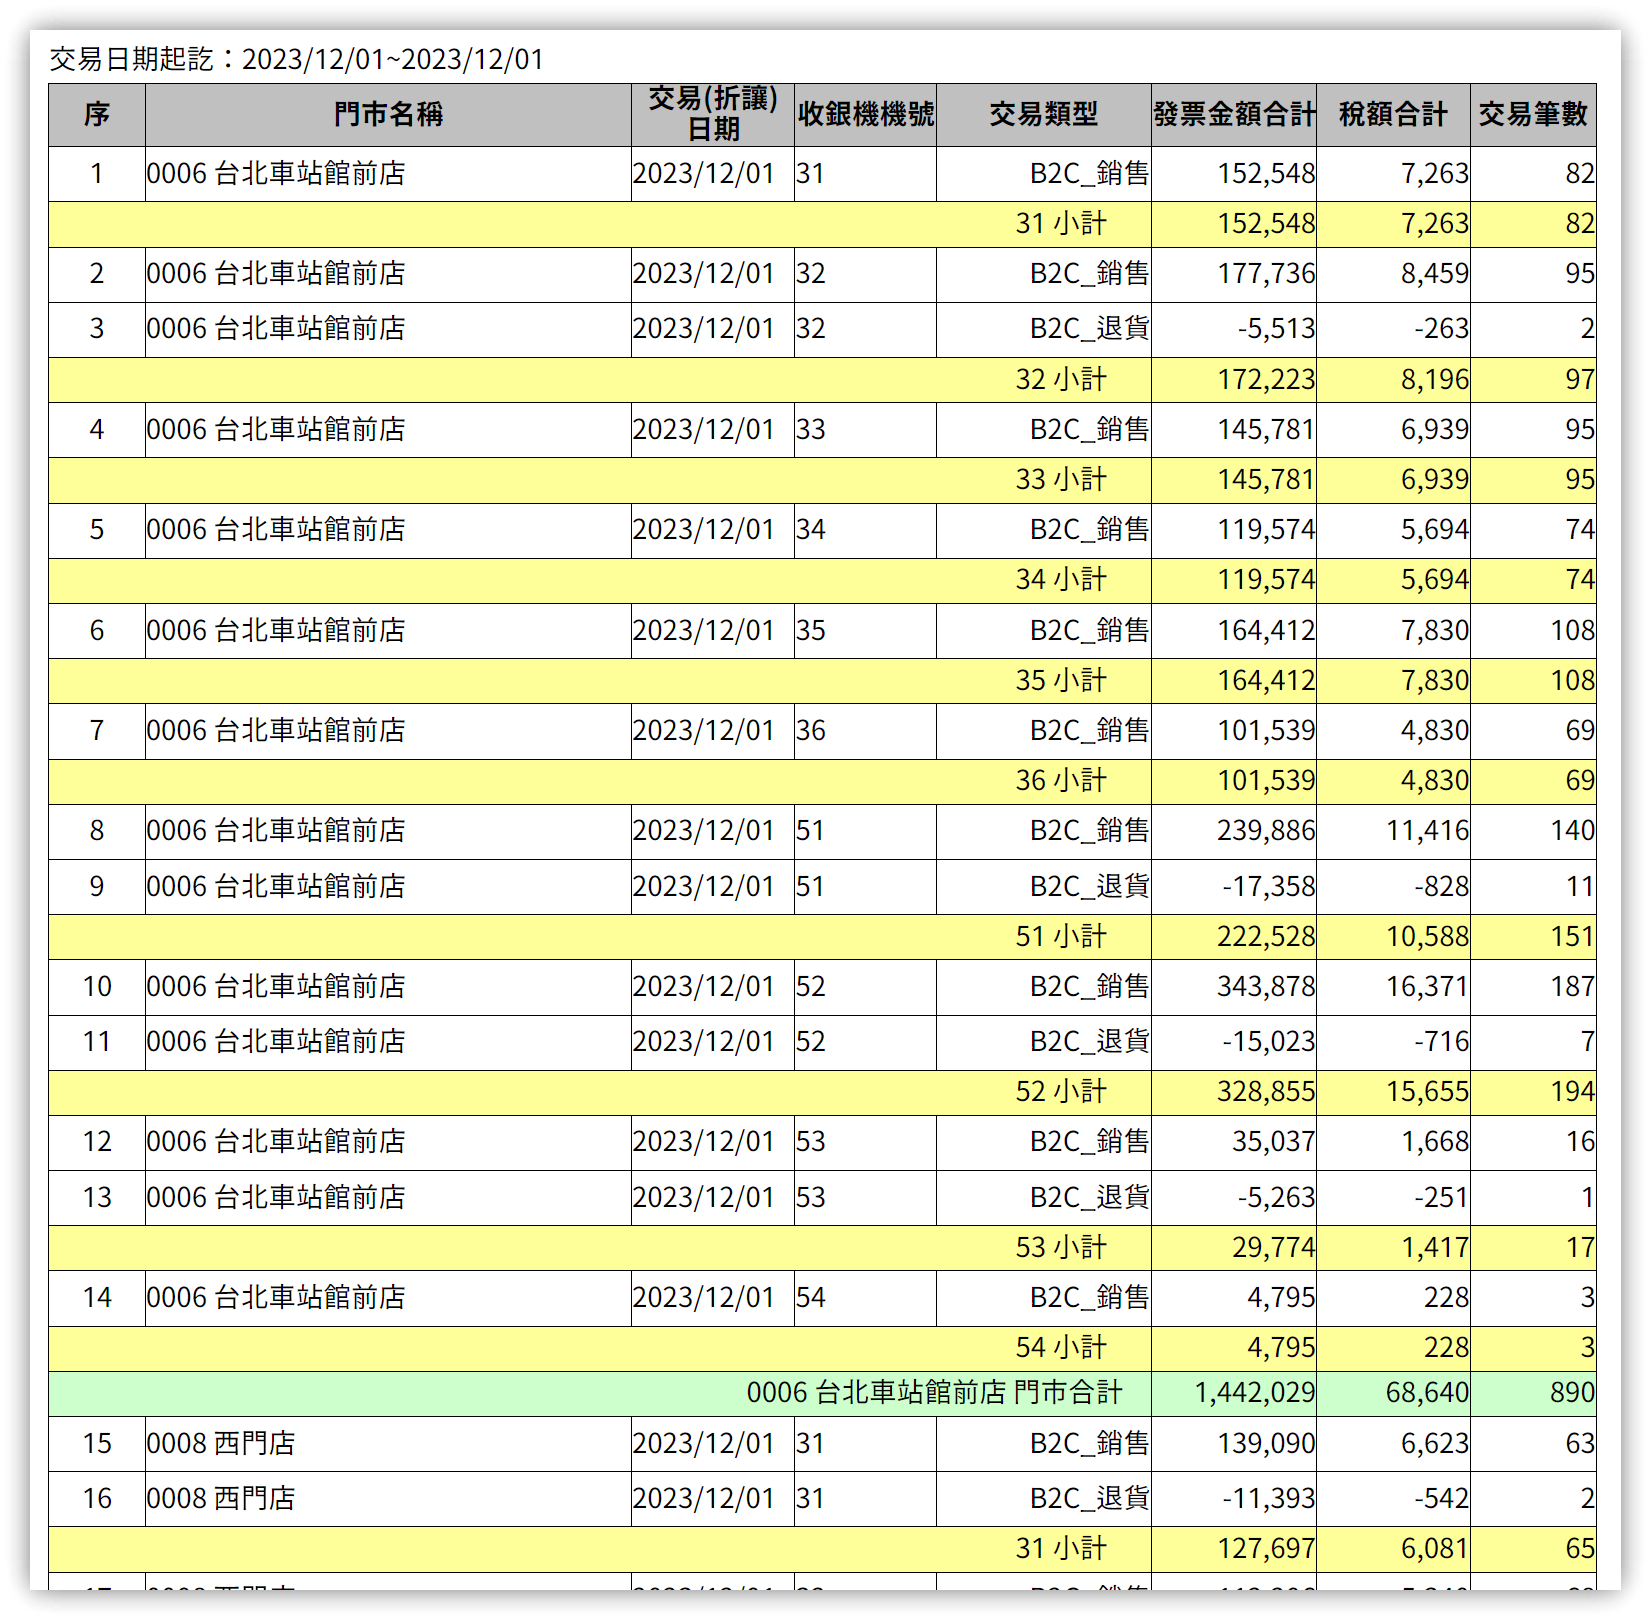 交易日期起訖：2023/12/01~2023/12/01
序 門市名稱 交易(折讓)日期 收銀機機號 交易類型 發票金額合計 稅額合計 交易筆數
1 0006 台北車站館前店 2023/12/01 31 B2C_銷售 152,548 7,263 82
31 小計 152,548 7,263 82
2 0006 台北車站館前店 2023/12/01 32 B2C_銷售 177,736 8,459 95
3 0006 台北車站館前店 2023/12/01 32 B2C_退貨 -5,513 -263 2
32 小計 172,223 8,196 97
4 0006 台北車站館前店 2023/12/01 33 B2C_銷售 145,781 6,939 95
33 小計 145,781 6,939 95
5 0006 台北車站館前店 2023/12/01 34 B2C_銷售 119,574 5,694 74
34 小計 119,574 5,694 74
6 0006 台北車站館前店 2023/12/01 35 B2C_銷售 164,412 7,830 108
35 小計 164,412 7,830 108
7 0006 台北車站館前店 2023/12/01 36 B2C_銷售 101,539 4,830 69
36 小計 101,539 4,830 69
8 0006 台北車站館前店 2023/12/01 51 B2C_銷售 239,886 11,416 140
9 0006 台北車站館前店 2023/12/01 51 B2C_退貨 -17,358 -828 11
51 小計 222,528 10,588 151
10 0006 台北車站館前店 2023/12/01 52 B2C_銷售 343,878 16,371 187
11 0006 台北車站館前店 2023/12/01 52 B2C_退貨 -15,023 -716 7
52 小計 328,855 15,655 194
12 0006 台北車站館前店 2023/12/01 53 B2C_銷售 35,037 1,668 16
13 0006 台北車站館前店 2023/12/01 53 B2C_退貨 -5,263 -251 1
53 小計 29,774 1,417 17
14 0006 台北車站館前店 2023/12/01 54 B2C_銷售 4,795 228 3
54 小計 4,795 228 3
0006 台北車站館前店 門市合計 1,442,029 68,640 890
15 0008 西門店 2023/12/01 31 B2C_銷售 139,090 6,623 63
16 0008 西門店 2023/12/01 31 B2C_退貨 -11,393 -542 2
31 小計 127,697 6,081 65